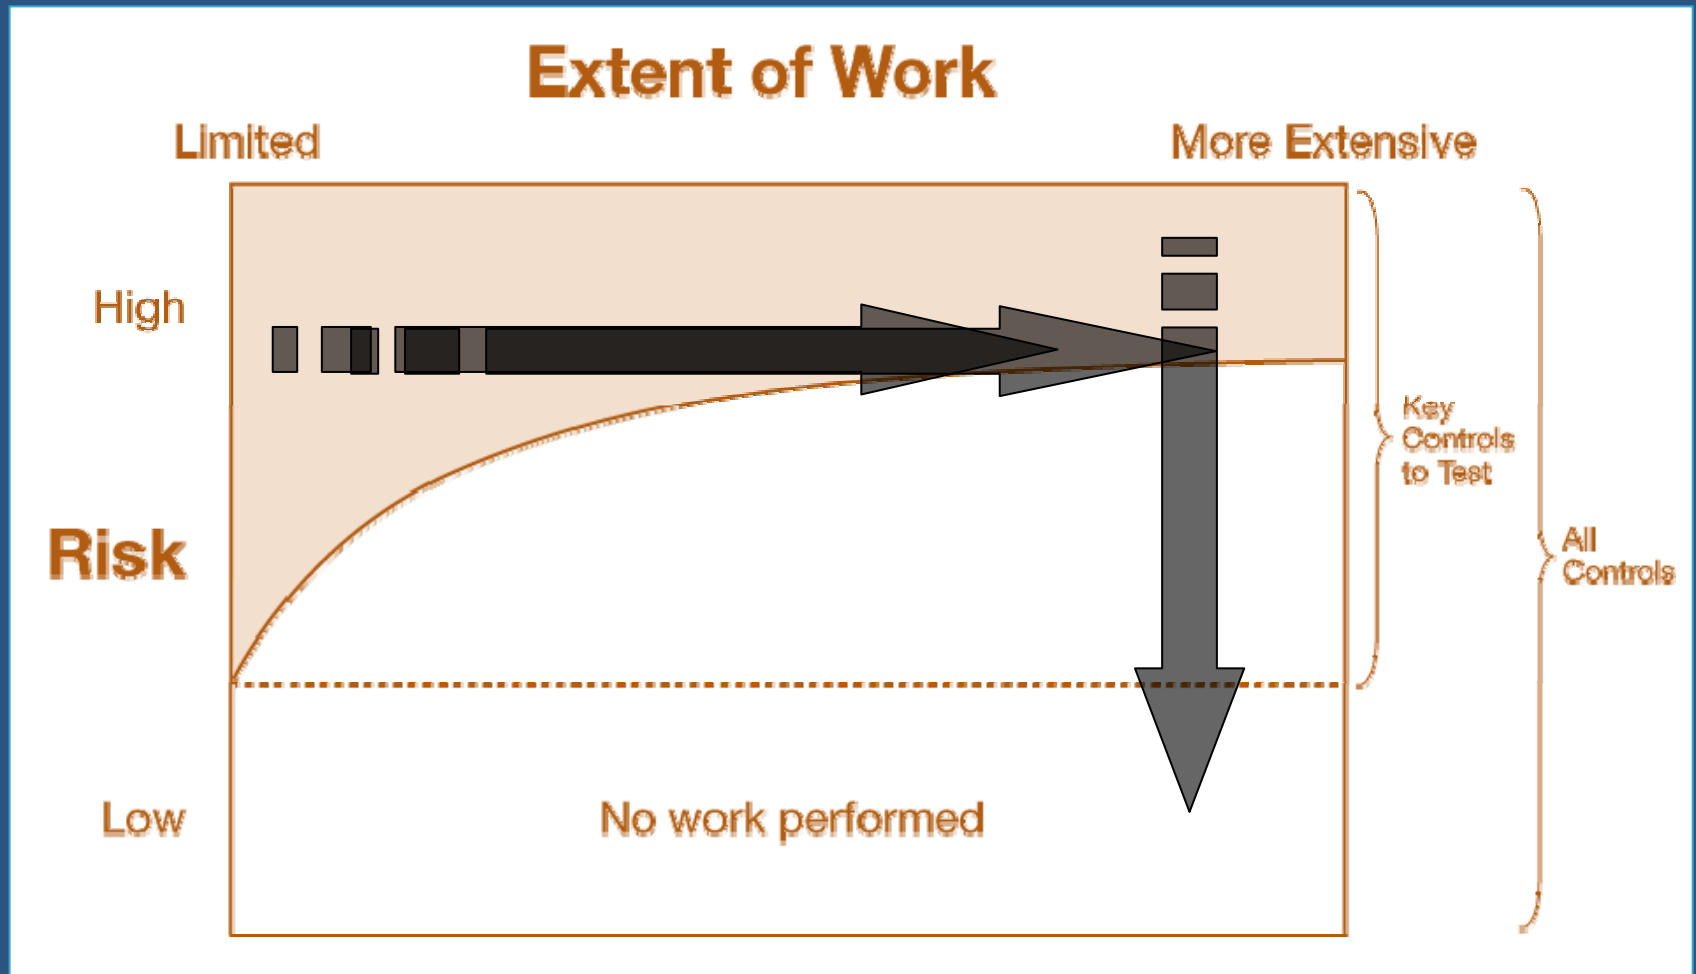 Extent of Work
Limited
More Extensive
High
Key
Controls
to Test
Risk
All
Controls
Low
No work performed